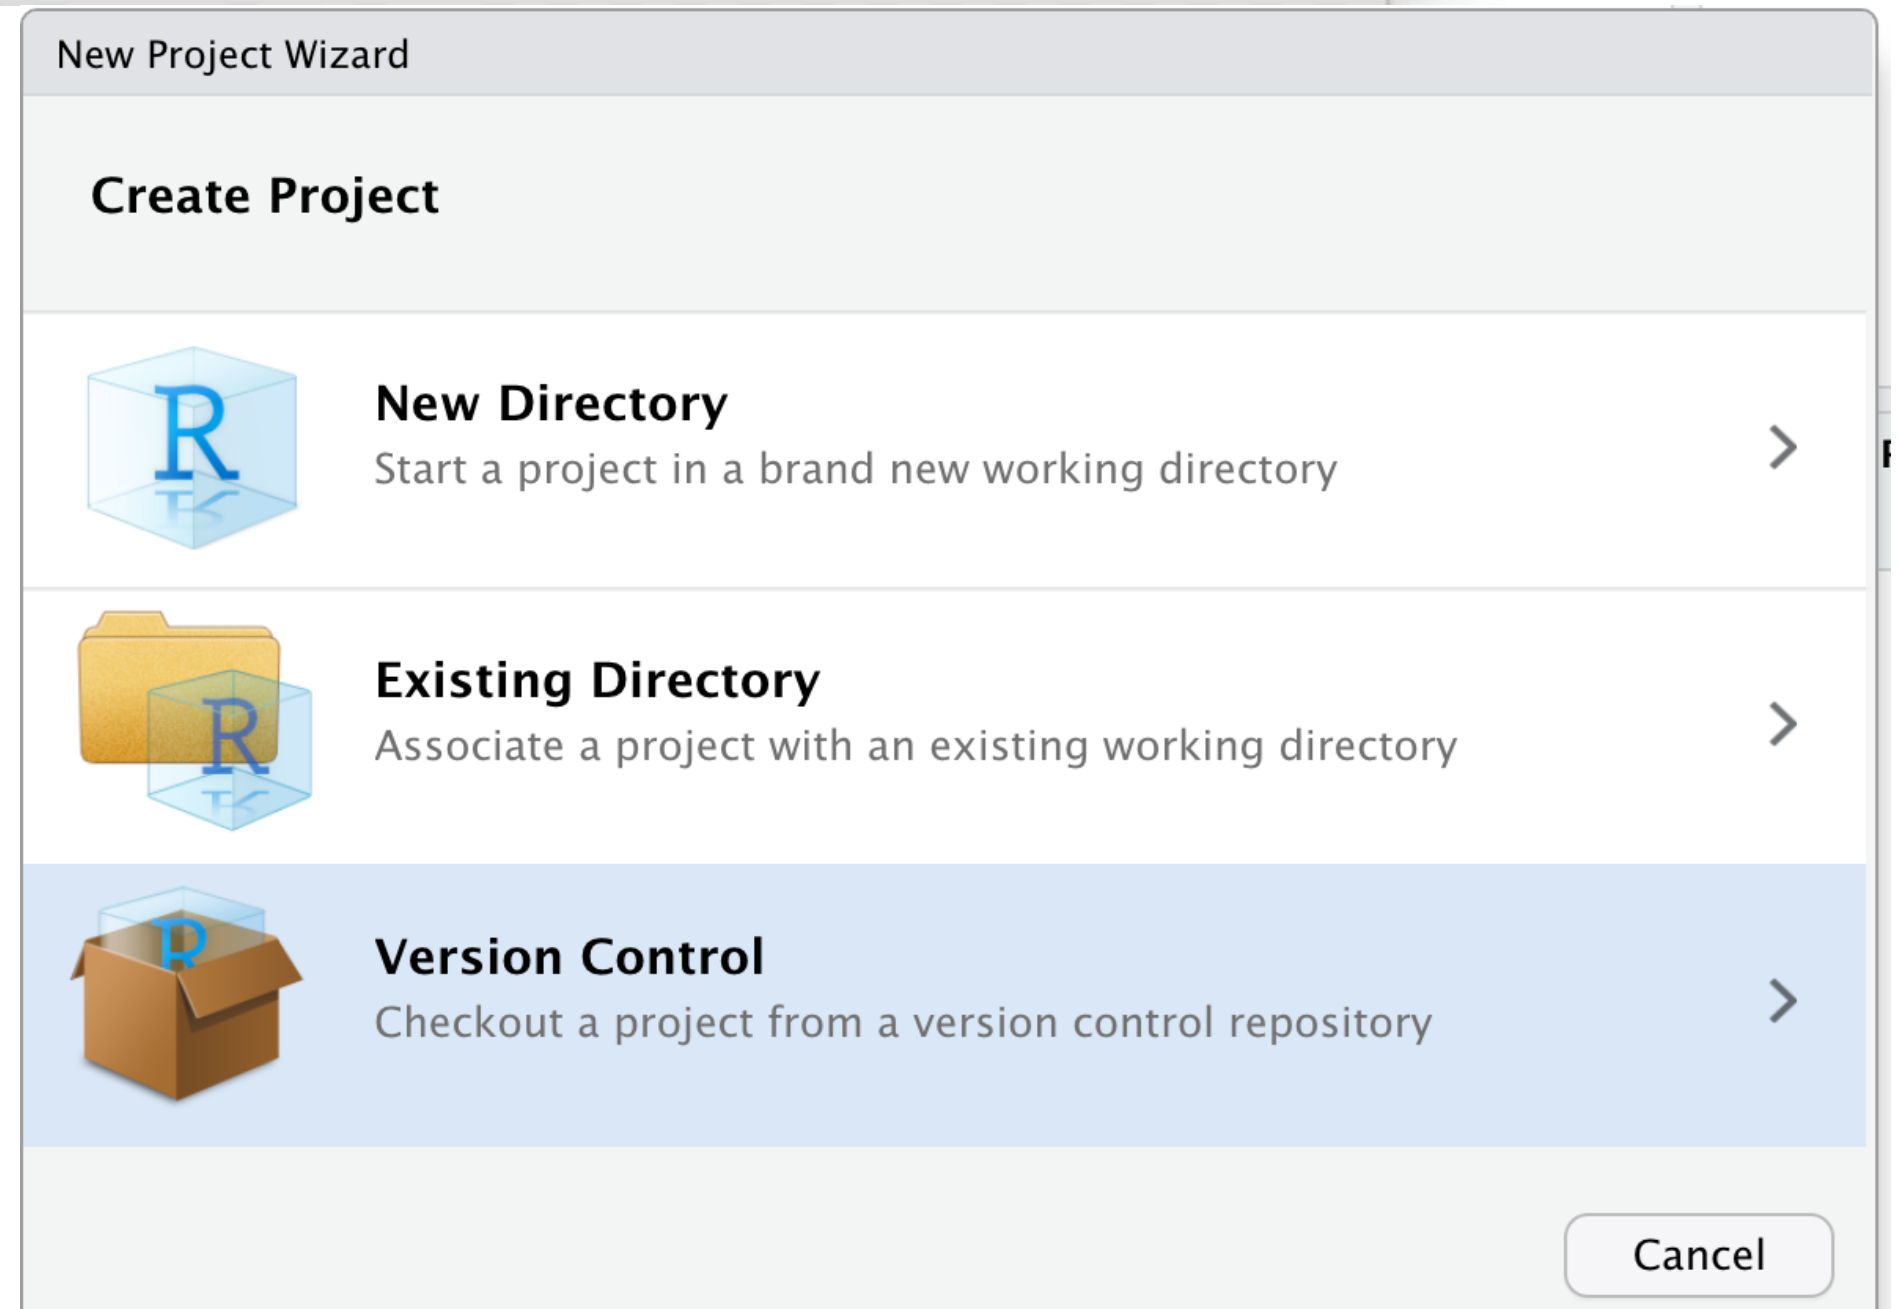 New Project Wizard
Create Project
R
New Directory
Start a project in a brand new working directory
R
Existing Directory
Associate a project with an existing working directory
R
Version Control
Checkout a project from a version control repository
Cancel